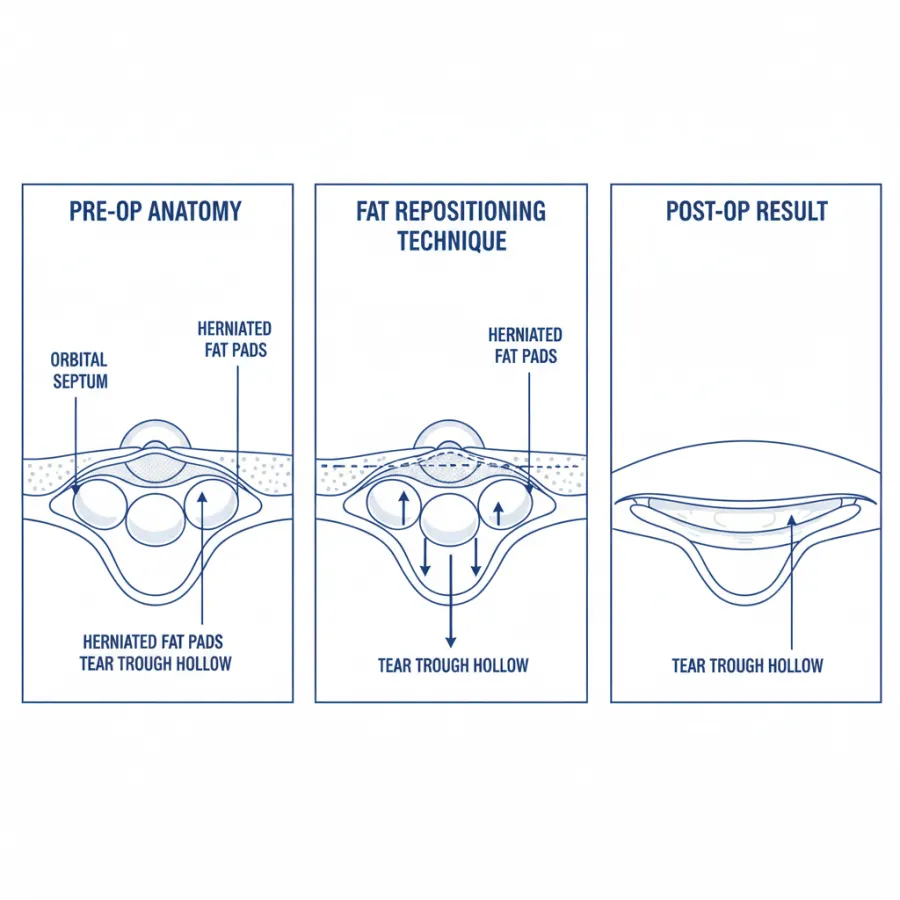 PRE-OP ANATOMY
ORBITAL
SEPTUM
HERNIATED
FAT PADS
HERNIATED FAT PADS
TEAR TROUGH HOLLOW
FAT REPOSITIONING
TECHNIQUE
HERNIATED
FAT PADS
TEAR TROUGH HOLLOW
POST-OP RESULT
TEAR TROUGH HOLLOW